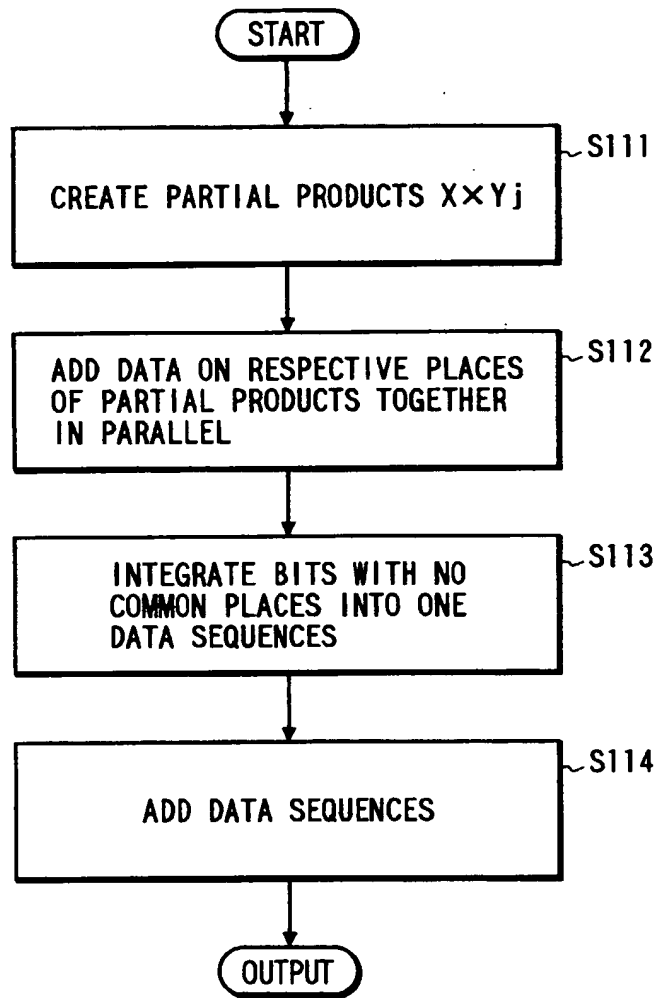 START
S111
CREATE PARTIAL PRODUCTS X×Yj
S112
ADD DATA ON RESPECTIVE PLACES
OF PARTIAL PRODUCTS TOGETHER
IN PARALLEL
S113
INTEGRATE BITS WITH NO
COMMON PLACES INTO ONE
DATA SEQUENCES
S114
ADD DATA SEQUENCES
OUTPUT